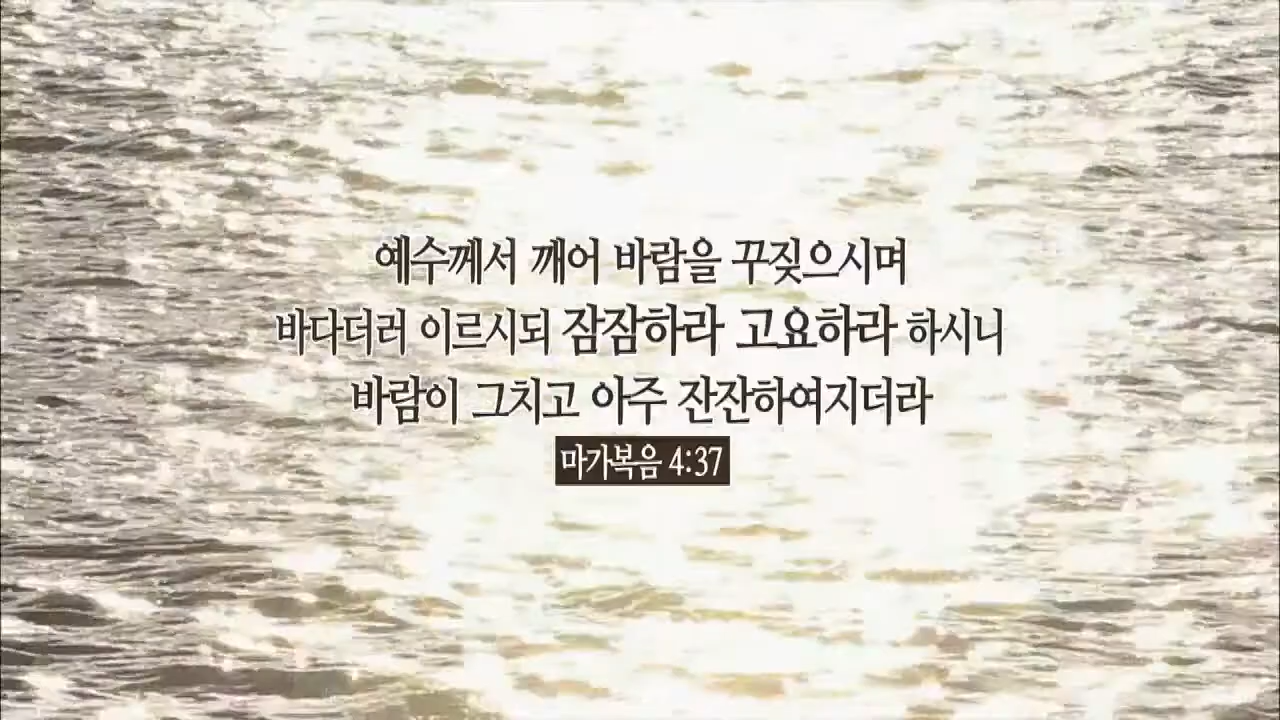 예수께서 깨어 바람을 꾸짖으시며
바다더러 이르시되 잠잠하라 고요하라 하시니
바람이 그치고 아주 잔잔하여지더라
마가복음 4:37